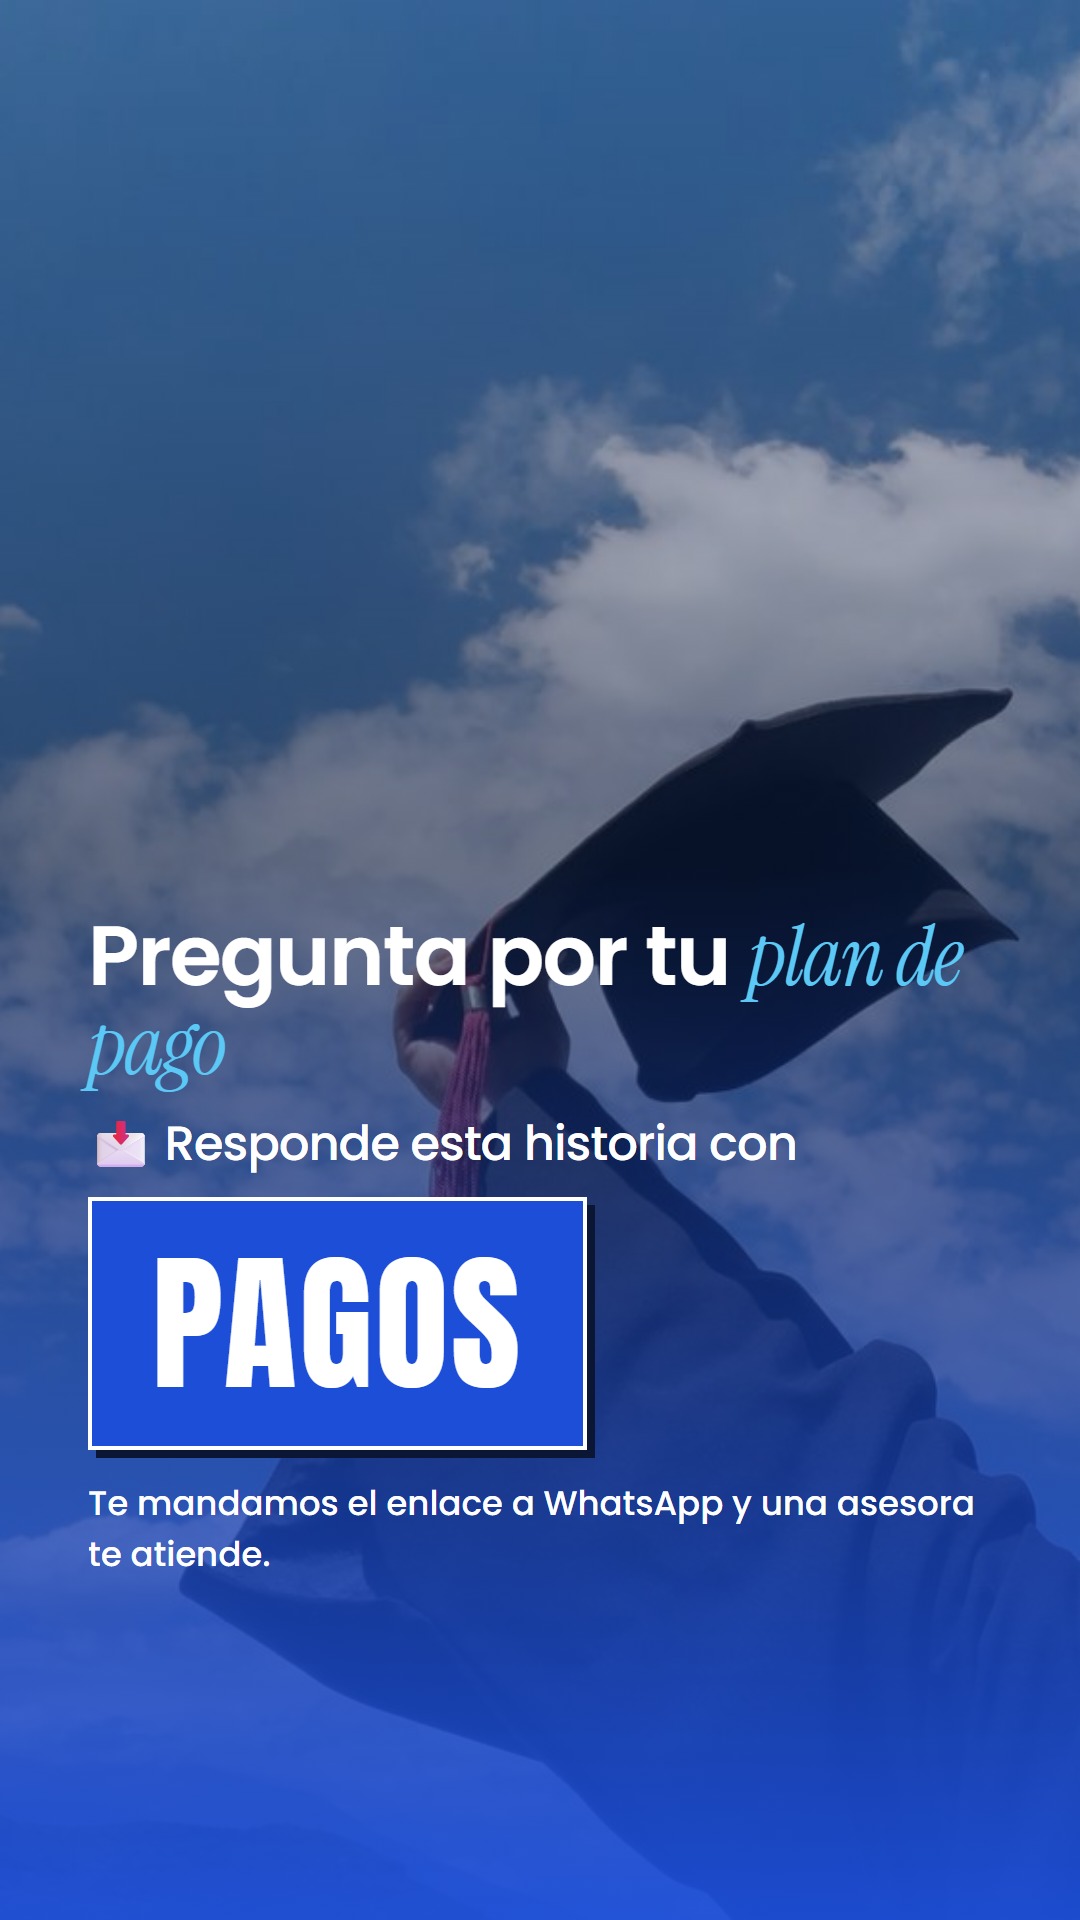 Pregunta por tu plan de
pago
📩 Responde esta historia con
PAGOS
Te mandamos el enlace a WhatsApp y una asesora
te atiende.